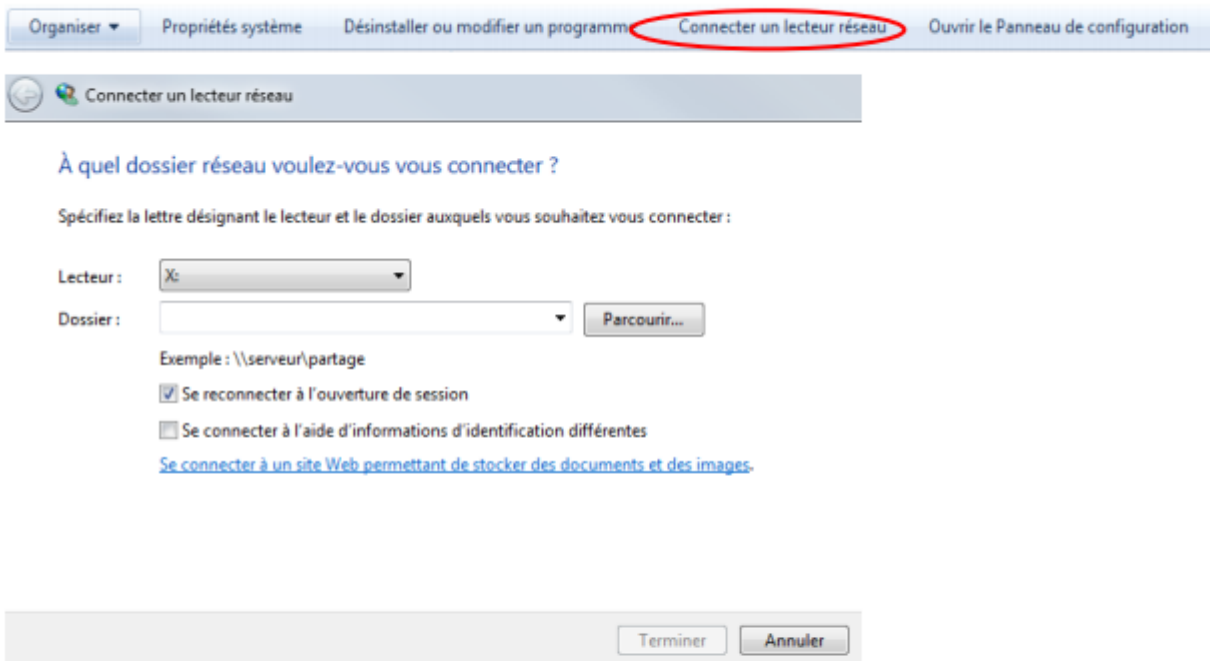 Organiser Propriétés système Désinstaller ou modifier un programme Connecter un lecteur réseau Ouvrir le Panneau de configuration
Connecter un lecteur réseau
À quel dossier réseau voulez-vous vous connecter ?
Spécifiez la lettre désignant le lecteur et le dossier auxquels vous souhaitez vous connecter :
Lecteur : X:
Dossier : Parcourir...
Exemple : \\serveur\partage
Se reconnecter à l'ouverture de session
Se connecter à l'aide d'informations d'identification différentes
Se connecter à un site Web permettant de stocker des documents et des images.
Terminer Annuler